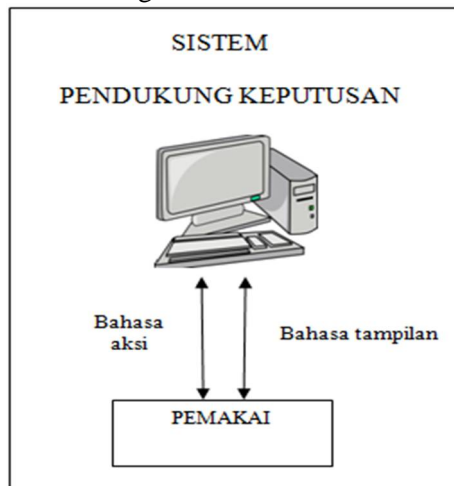 SISTEM
PENDUKUNG KEPUTUSAN
Bahasa
aksi
Bahasa tampilan
PEMAKAI